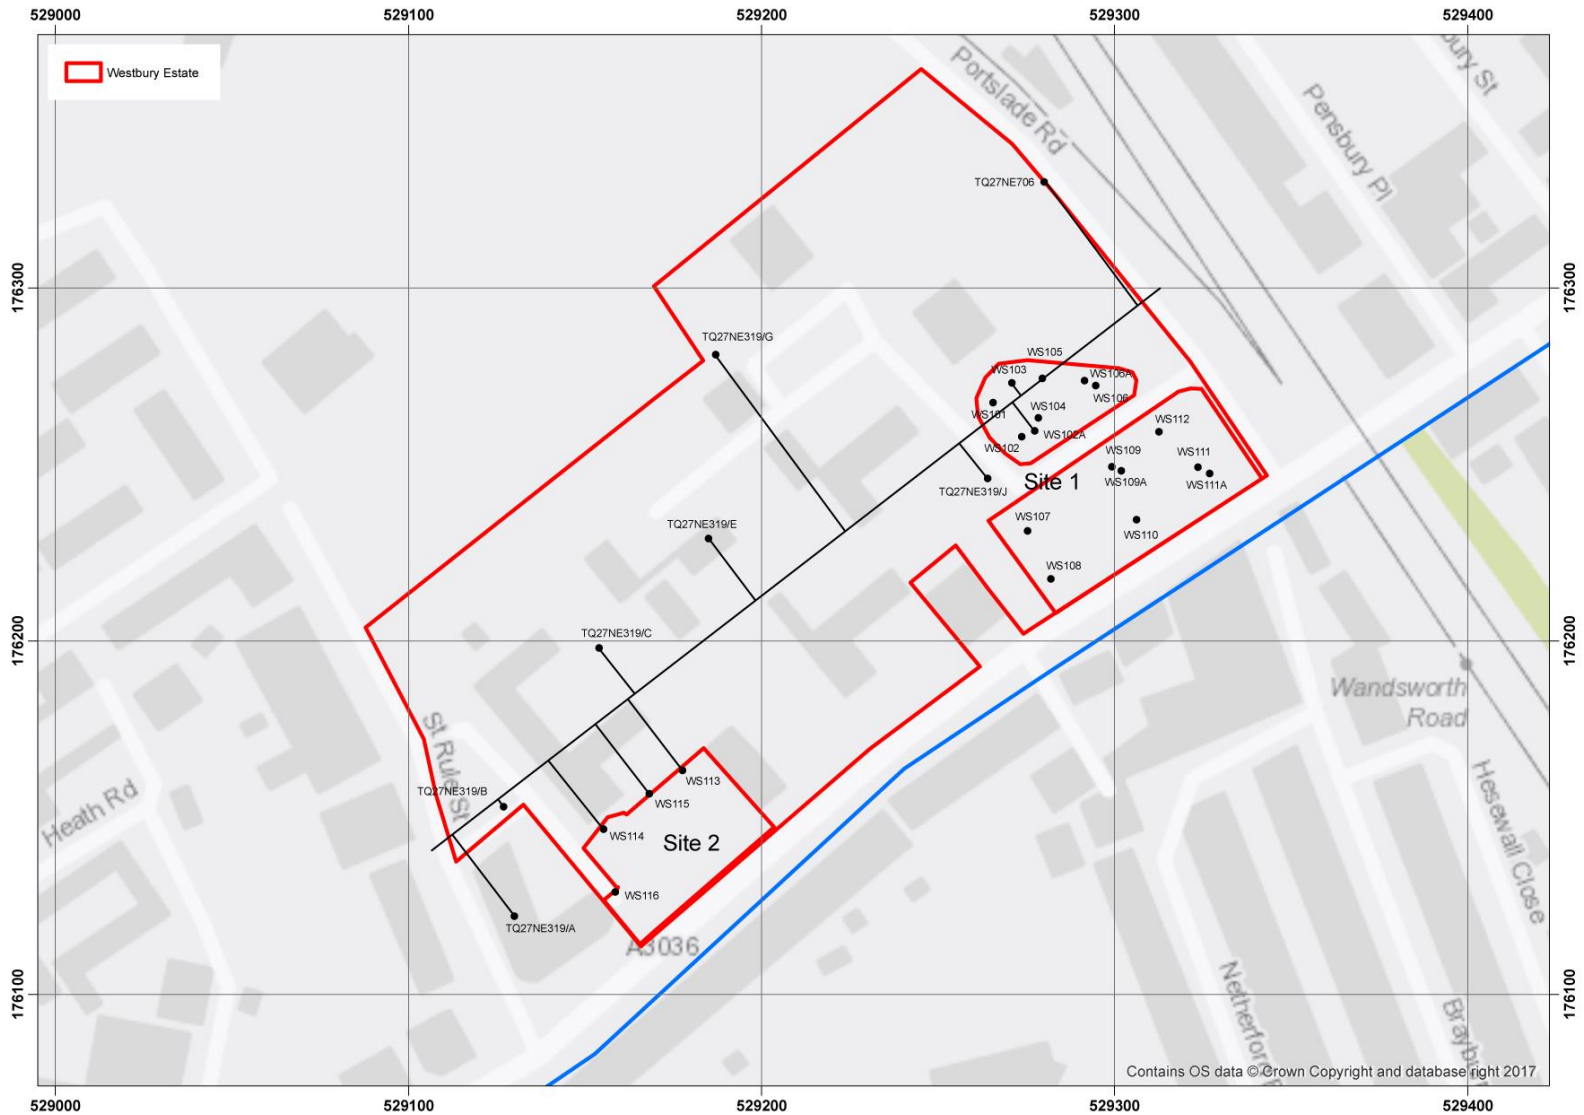 529000
529100
529200
529300
529400
Westbury Estate
Portslade Rd
Pensbury Pl
bury St
TQ27NE706
176300
176300
TQ27NE319/G
WS105
WS103
WS106A
WS106
WS101
WS104
WS102A
WS102
WS112
WS109
WS111
WS109A
WS111A
TQ27NE319/J
Site 1
WS107
WS110
WS108
TQ27NE319/E
TQ27NE319/C
176200
176200
Wandsworth
Road
St Rule St
Heath Rd
TQ27NE319/B
WS113
WS115
WS114
Site 2
WS116
TQ27NE319/A
A3036
Hesewall Close
176100
176100
Contains OS data © Crown Copyright and database right 2017
529000
529100
529200
529300
529400